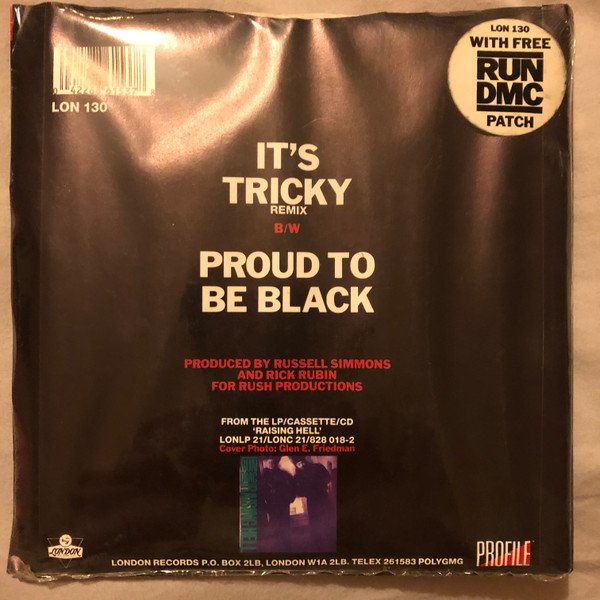 LON 130
LON 130
WITH FREE
RUN
DMC
PATCH
IT'S
TRICKY
REMIX
B/W
PROUD TO
BE BLACK
PRODUCED BY RUSSELL SIMMONS
AND RICK RUBIN
FOR RUSH PRODUCTIONS
FROM THE LP/CASSETTE/CD
'RAISING HELL'
LONLP 21/LONC 21/828 018-2
Cover Photo: Glen E. Friedman
LONDON
PROFILE
LONDON RECORDS P.O. BOX 2LB, LONDON W1A 2LB. TELEX 261583 POLYGMG